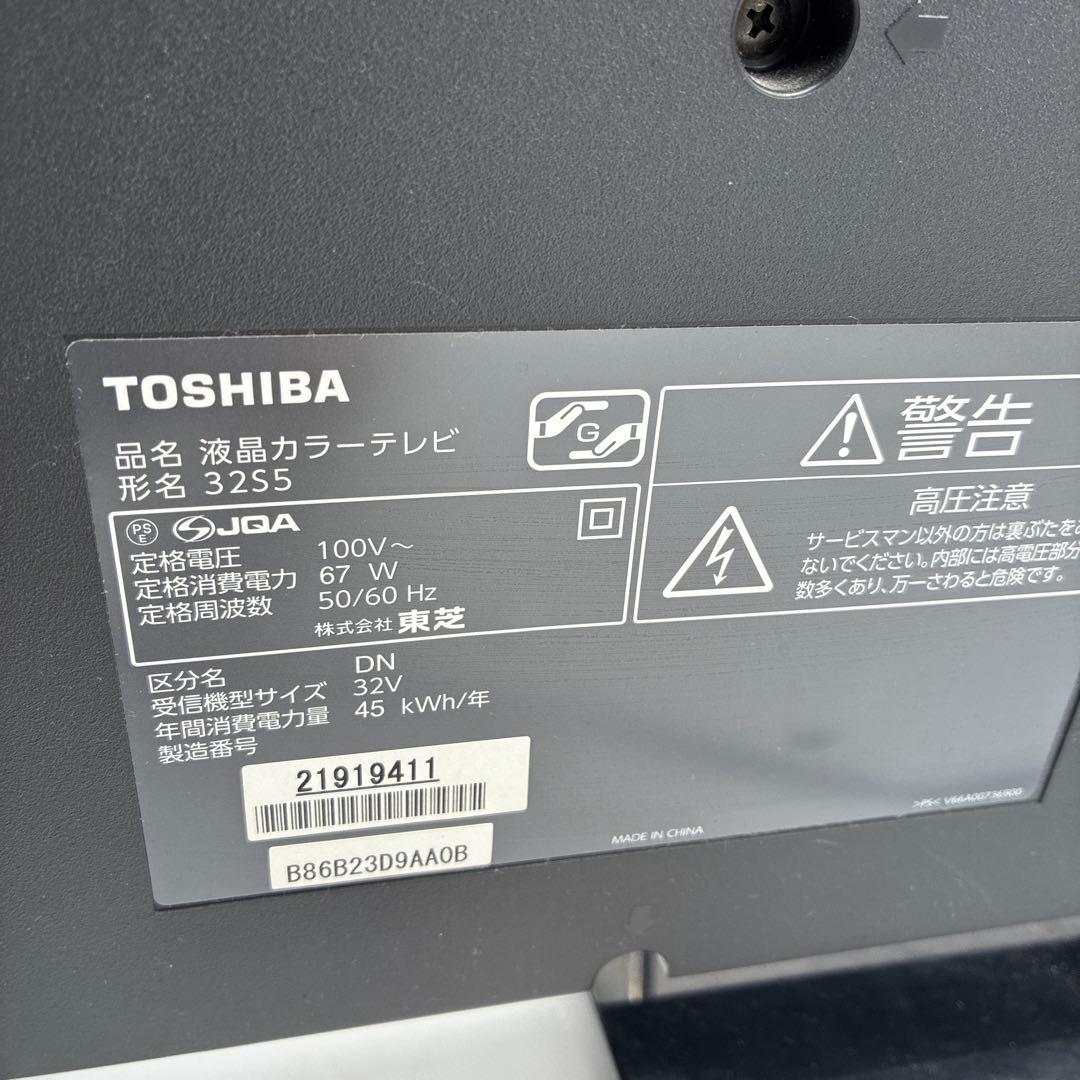 TOSHIBA
品名 液晶カラーテレビ
形名 32S5
G
PS
E
JQA
定格電圧 100V～
定格消費電力 67 W
定格周波数 50/60 Hz
株式会社 東芝
区分名 DN
受信機型サイズ 32V
年間消費電力量 45 kWh/年
製造番号
21919411
B86B23D9AA0B
警告
高圧注意
サービスマン以外の方は裏ぶたをあ
ないでください。内部には高電圧部分
数多くあり、万一さわると危険です。
MADE IN CHINA
>PS< V66A00756900